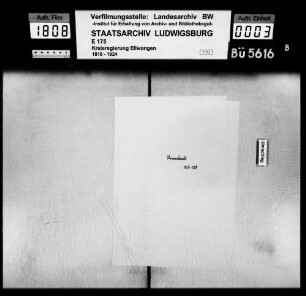 Aufn. Film
1808
Verfilmungsstelle: Landesarchiv BW
-Institut für Erhaltung von Archiv- und Bibliotheksgut-
STAATSARCHIV LUDWIGSBURG
E 175
Kreisregierung Ellwangen
1818 - 1924
Aufn. Einheit
0003
BÜ 5616
B